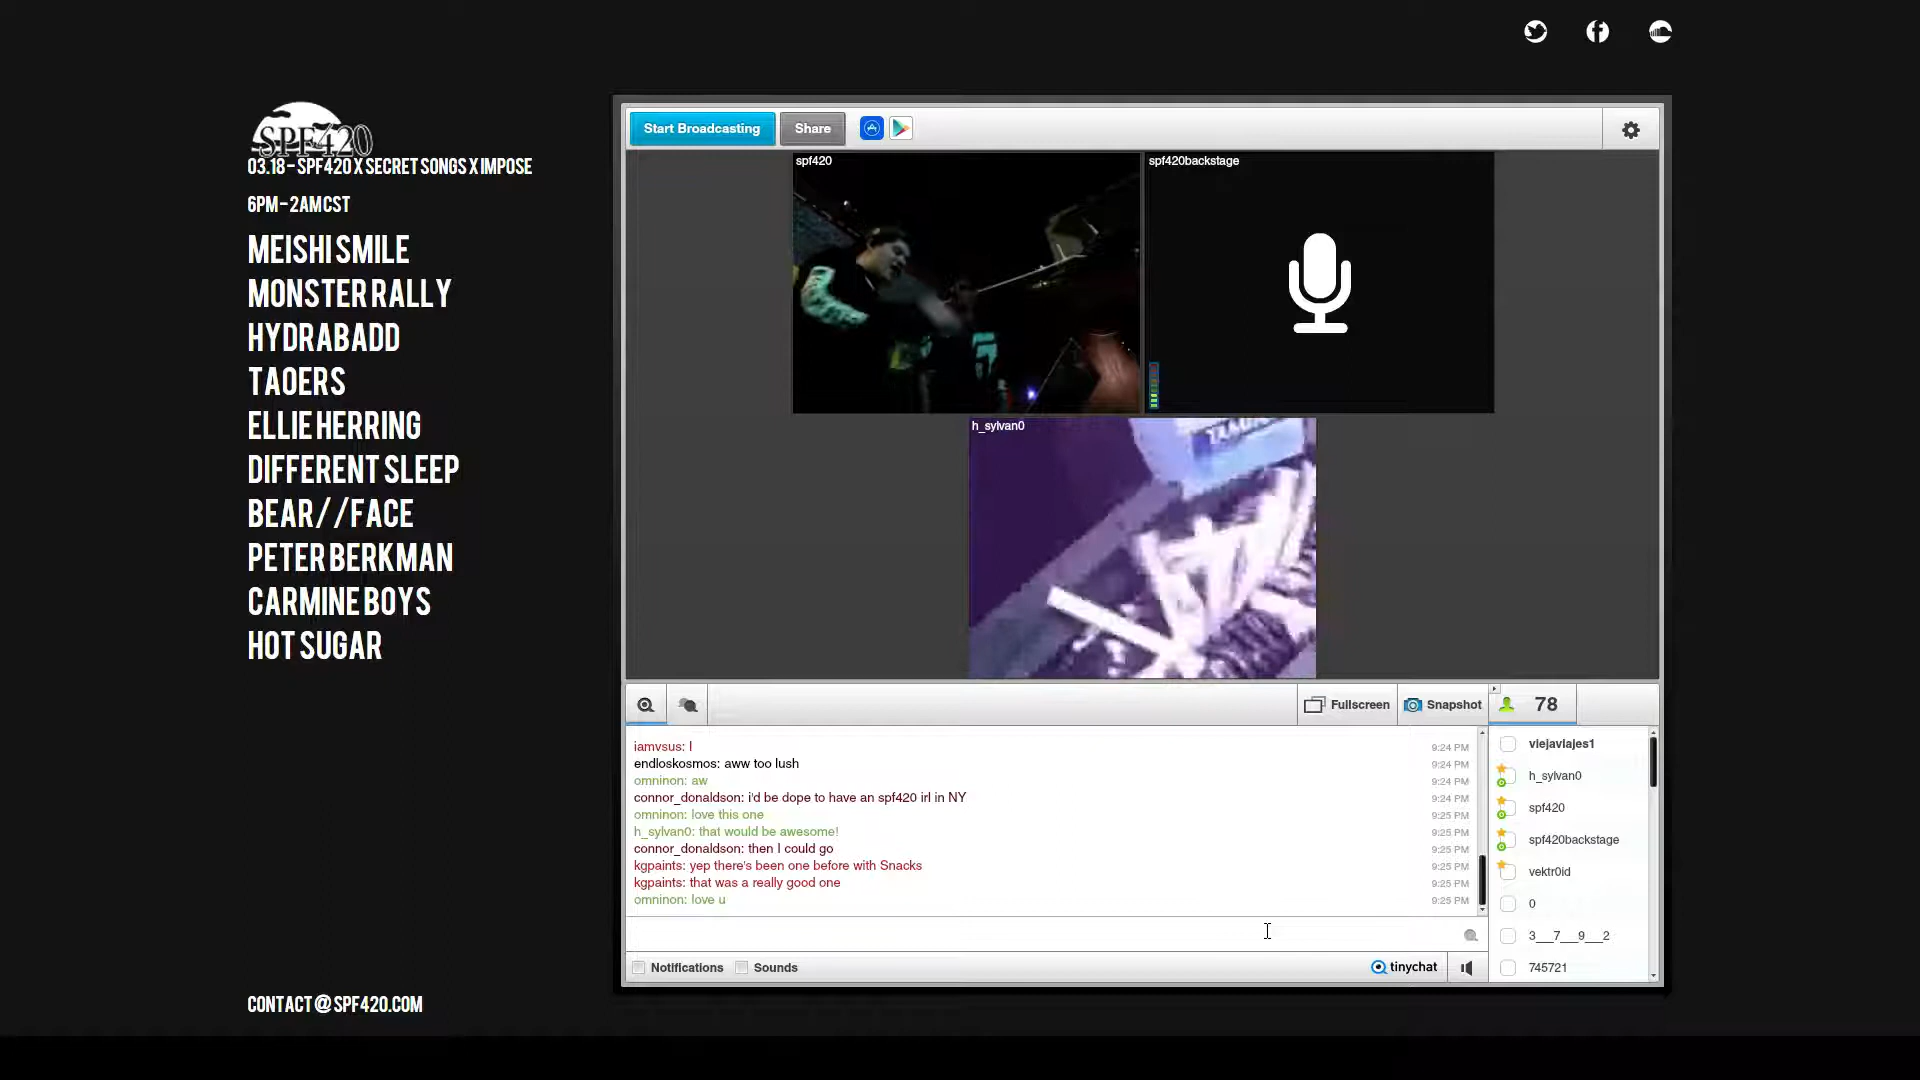 SPF420
03.18 - SPF420 X SECRET SONGS X IMPOSE
6PM - 2AM CST
MEISHI SMILE
MONSTER RALLY
HYDRABADD
TAOERS
ELLIE HERRING
DIFFERENT SLEEP
BEAR//FACE
PETER BERKMAN
CARMINE BOYS
HOT SUGAR
CONTACT@SPF420.COM
Start Broadcasting
Share
spf420
spf420backstage
h_sylvan0
Fullscreen
Snapshot
78
iamvsus: I 9:24 PM
endloskosmos: aww too lush 9:24 PM
omninon: aw 9:24 PM
connor_donaldson: i'd be dope to have an spf420 irl in NY 9:24 PM
omninon: love this one 9:25 PM
h_sylvan0: that would be awesome! 9:25 PM
connor_donaldson: then I could go 9:25 PM
kgpaints: yep there's been one before with Snacks 9:25 PM
kgpaints: that was a really good one 9:25 PM
omninon: love u 9:25 PM
viejaviajes1
h_sylvan0
spf420
spf420backstage
vektr0id
0
3__7__9__2
745721
Notifications
Sounds
tinychat